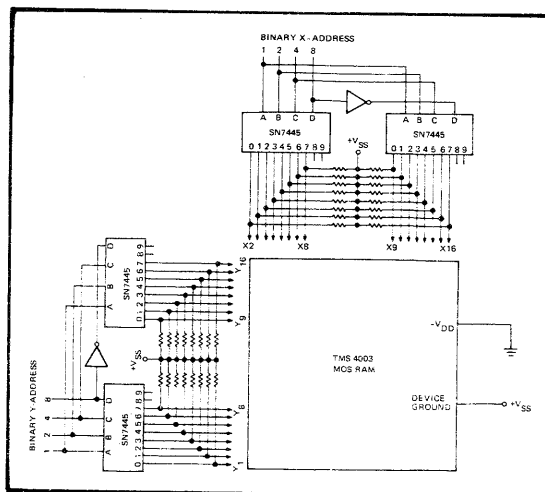 BINARY X-ADDRESS
1 2 4 8
A B C D
SN7445
0 1 2 3 4 5 6 7 8 9
A B C D
SN7445
0 1 2 3 4 5 6 7 8 9
+VSS
X2 X8 X9 X16
D C B A
SN7445
9 8 7 6 5 4 3 2 1 0
Y16
Y9
+VSS
TMS 4003
MOS RAM
-VDD
DEVICE
GROUND
+VSS
BINARY Y-ADDRESS
8 4 2 1
D C B A
SN7445
9 8 7 6 5 4 3 2 1 0
Y8
Y1